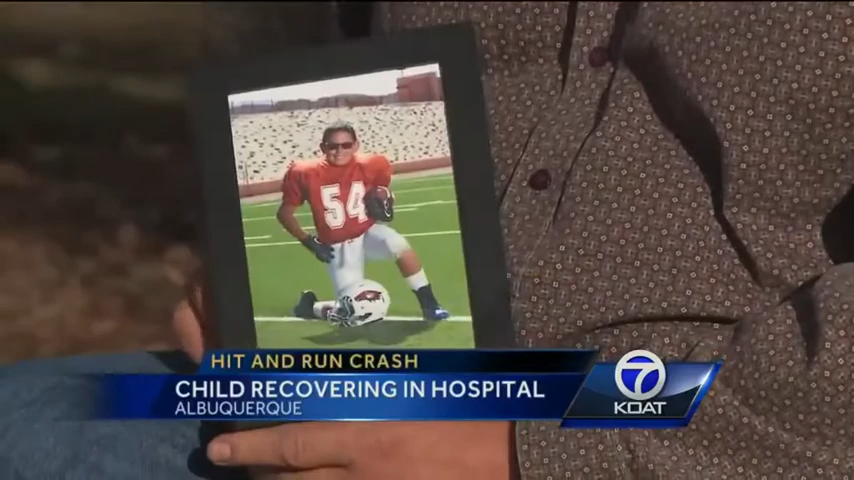 54
HIT AND RUN CRASH
CHILD RECOVERING IN HOSPITAL
ALBUQUERQUE
7
KOAT